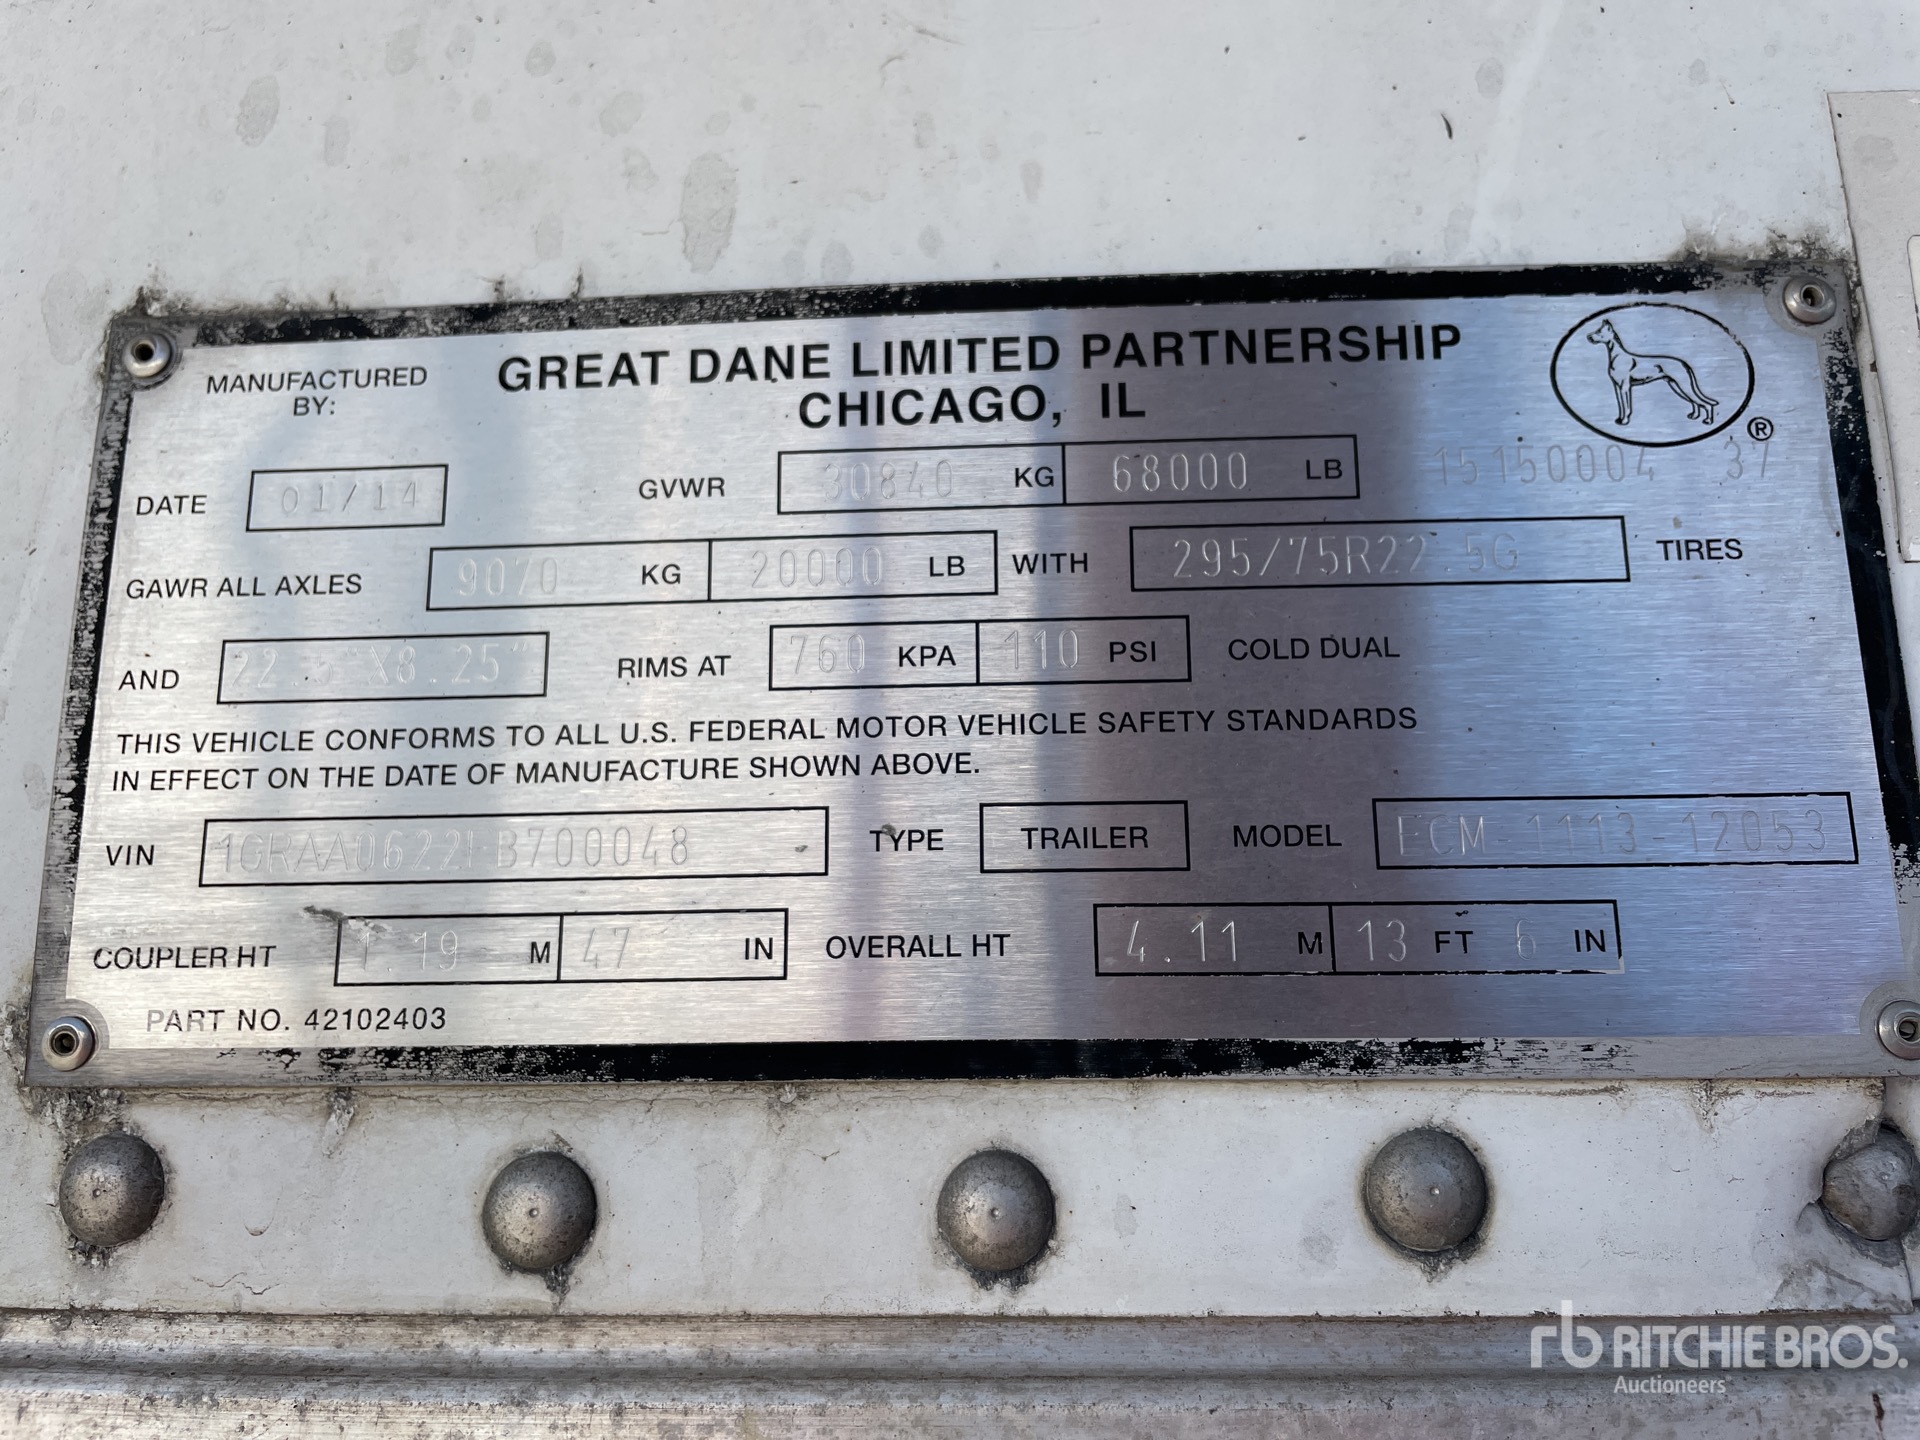 MANUFACTURED BY: GREAT DANE LIMITED PARTNERSHIP
CHICAGO, IL
®
DATE 01/14 GVWR 30840 KG 68000 LB 15150004 37
GAWR ALL AXLES 9070 KG 20000 LB WITH 295/75R22.5G TIRES
AND 22.5"X8.25" RIMS AT 760 KPA 110 PSI COLD DUAL
THIS VEHICLE CONFORMS TO ALL U.S. FEDERAL MOTOR VEHICLE SAFETY STANDARDS
IN EFFECT ON THE DATE OF MANUFACTURE SHOWN ABOVE.
VIN TYPE TRAILER MODEL
COUPLER HT 1.19 M 47 IN OVERALL HT 4.11 M 13 FT 6 IN
PART NO. 42102403
rb RITCHIE BROS.
Auctioneers